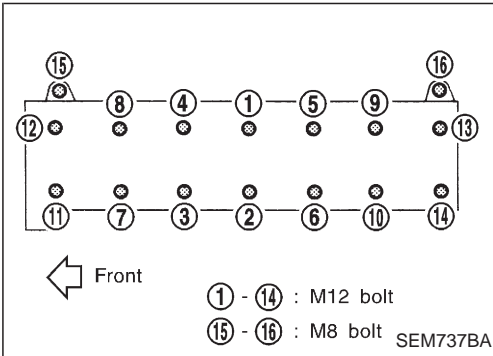 ⑮ ⑯
⑧ ④ ① ⑤ ⑨
⑫ ⑬
⑪ ⑦ ③ ② ⑥ ⑩ ⑭
Front
① - ⑭ : M12 bolt
⑮ - ⑯ : M8 bolt
SEM737BA